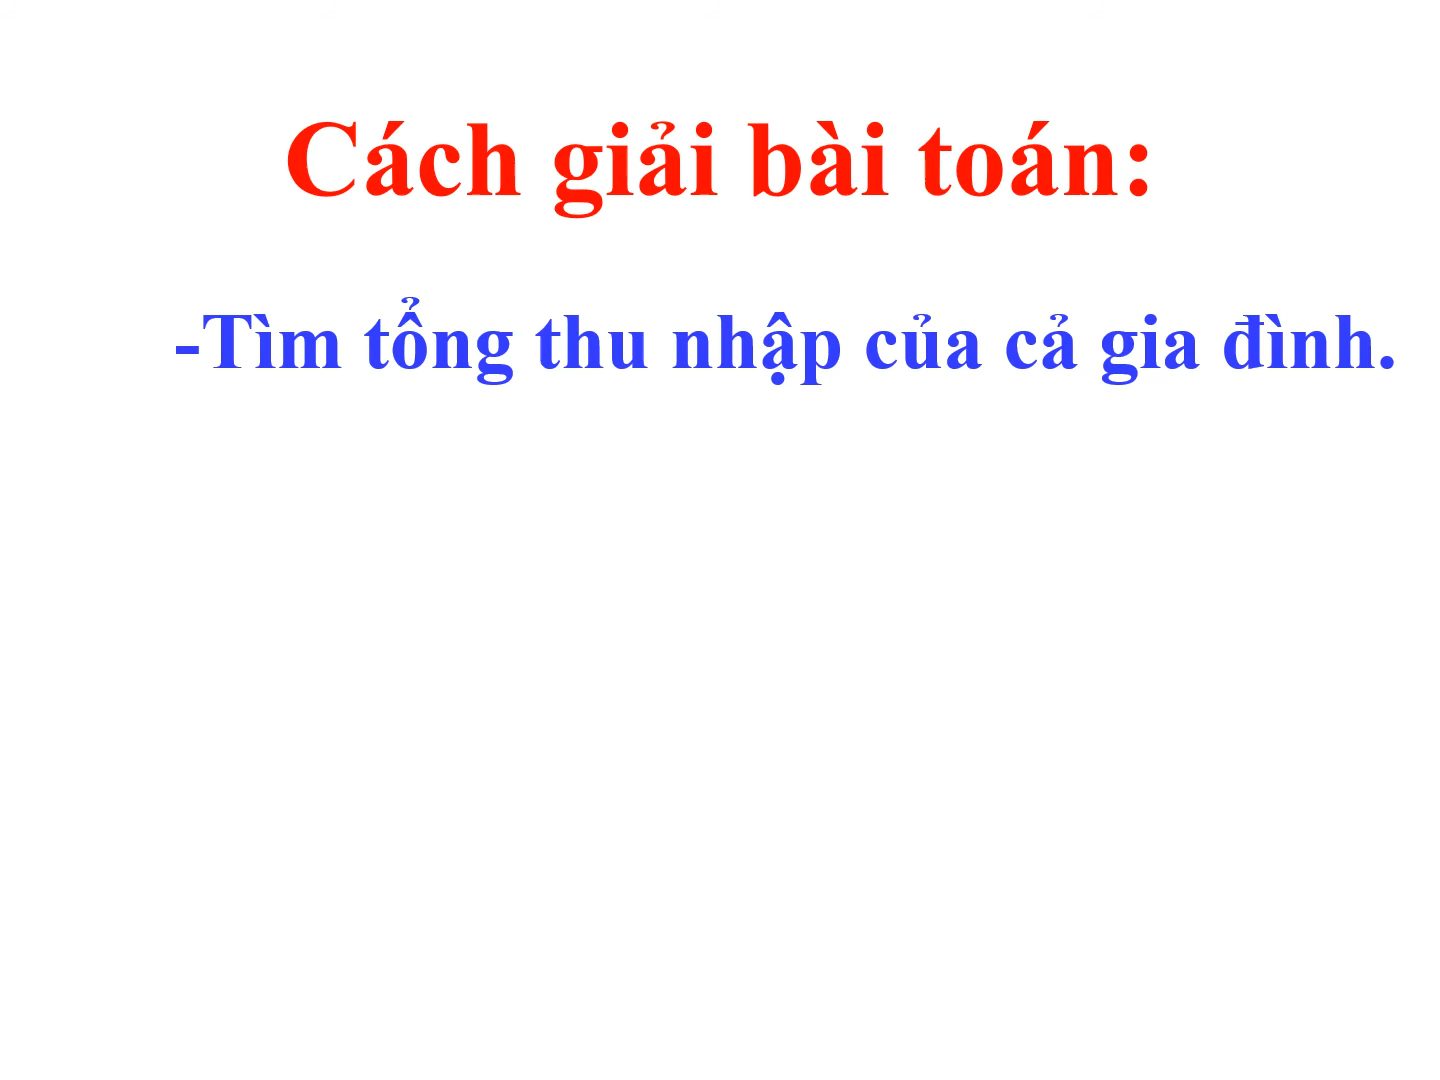 Cách giải bài toán:
-Tìm tổng thu nhập của cả gia đình.